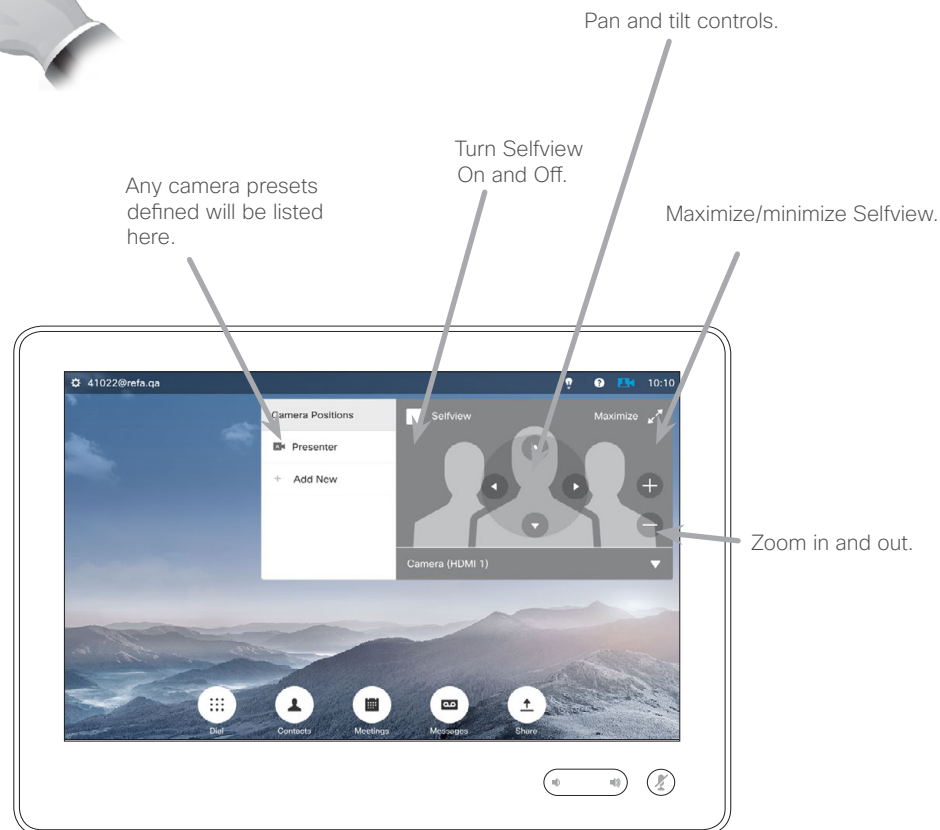 Pan and tilt controls.
Turn Selfview
On and Off.
Any camera presets
defined will be listed
here.
Maximize/minimize Selfview.
41022@refa.qa
10:10
Camera Positions
Selfview
Maximize
Presenter
Add New
Camera (HDMI 1)
Zoom in and out.
Dial
Contacts
Meetings
Messages
Share